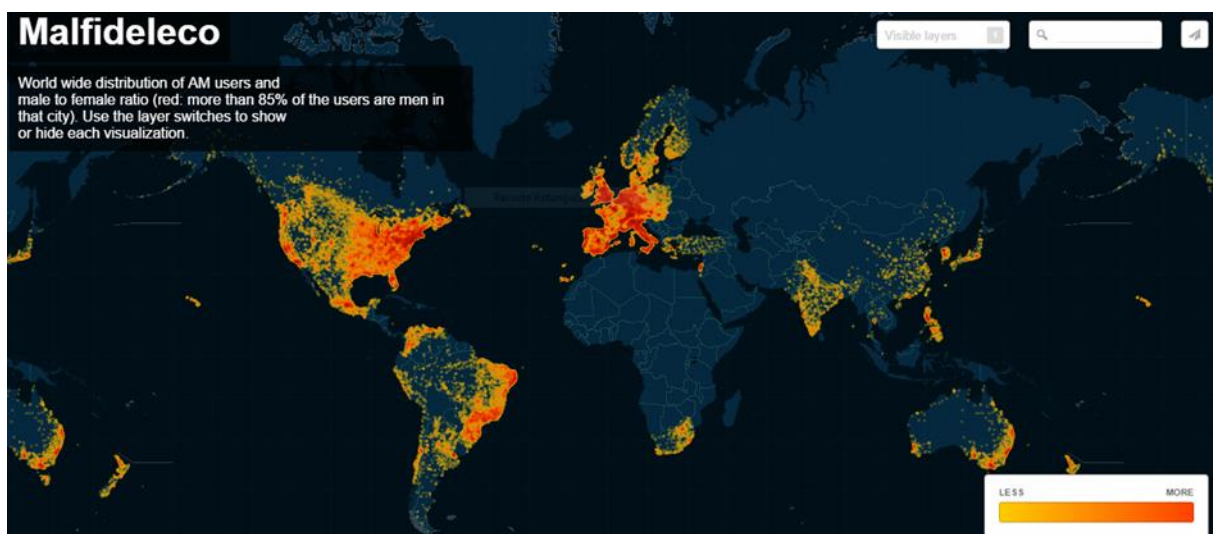 Malfideleco
World wide distribution of AM users and
male to female ratio (red: more than 85% of the users are men in
that city). Use the layer switches to show
or hide each visualization.
Visible layers
LESS MORE